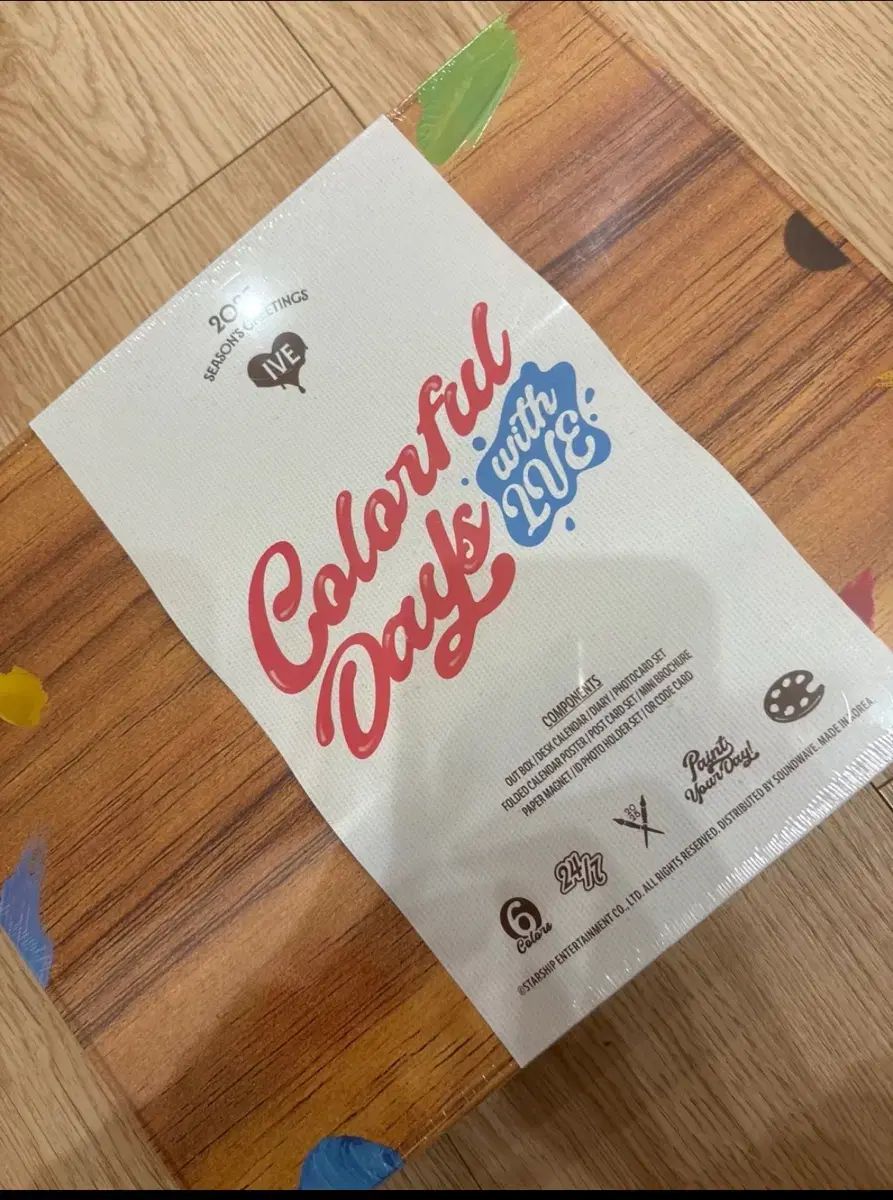 SEASON'S GREETINGS
IVE
Colorful
Days
with
IVE
COMPONENTS
OUT BOX / DESK CALENDAR / DIARY / PHOTOCARD SET
FOLDED CALENDAR POSTER / POST CARD SET / MINI BROCHURE
PAPER MAGNET / ID PHOTO HOLDER SET / QR CODE CARD
6
Colors
24/7
Paint
Your Day!
©STARSHIP ENTERTAINMENT CO., LTD. ALL RIGHTS RESERVED. DISTRIBUTED BY SOUNDWAVE. MADE IN KOREA.